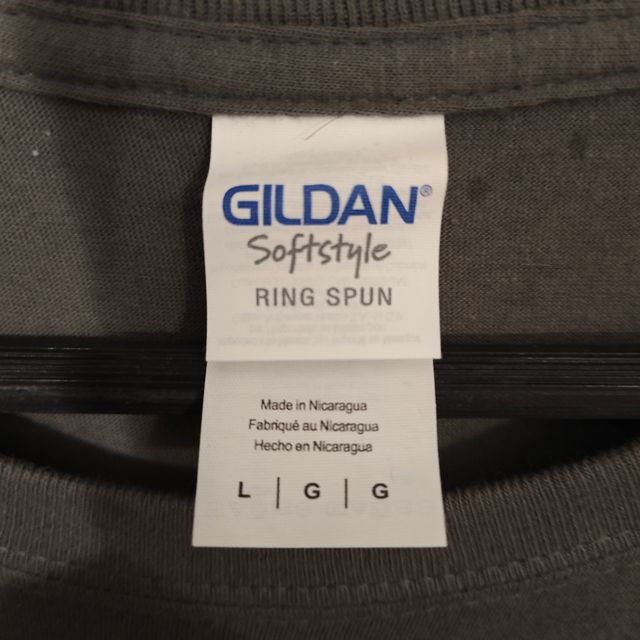 GILDAN®
Softstyle
RING SPUN
Made in Nicaragua
Fabriqué au Nicaragua
Hecho en Nicaragua
L | G | G